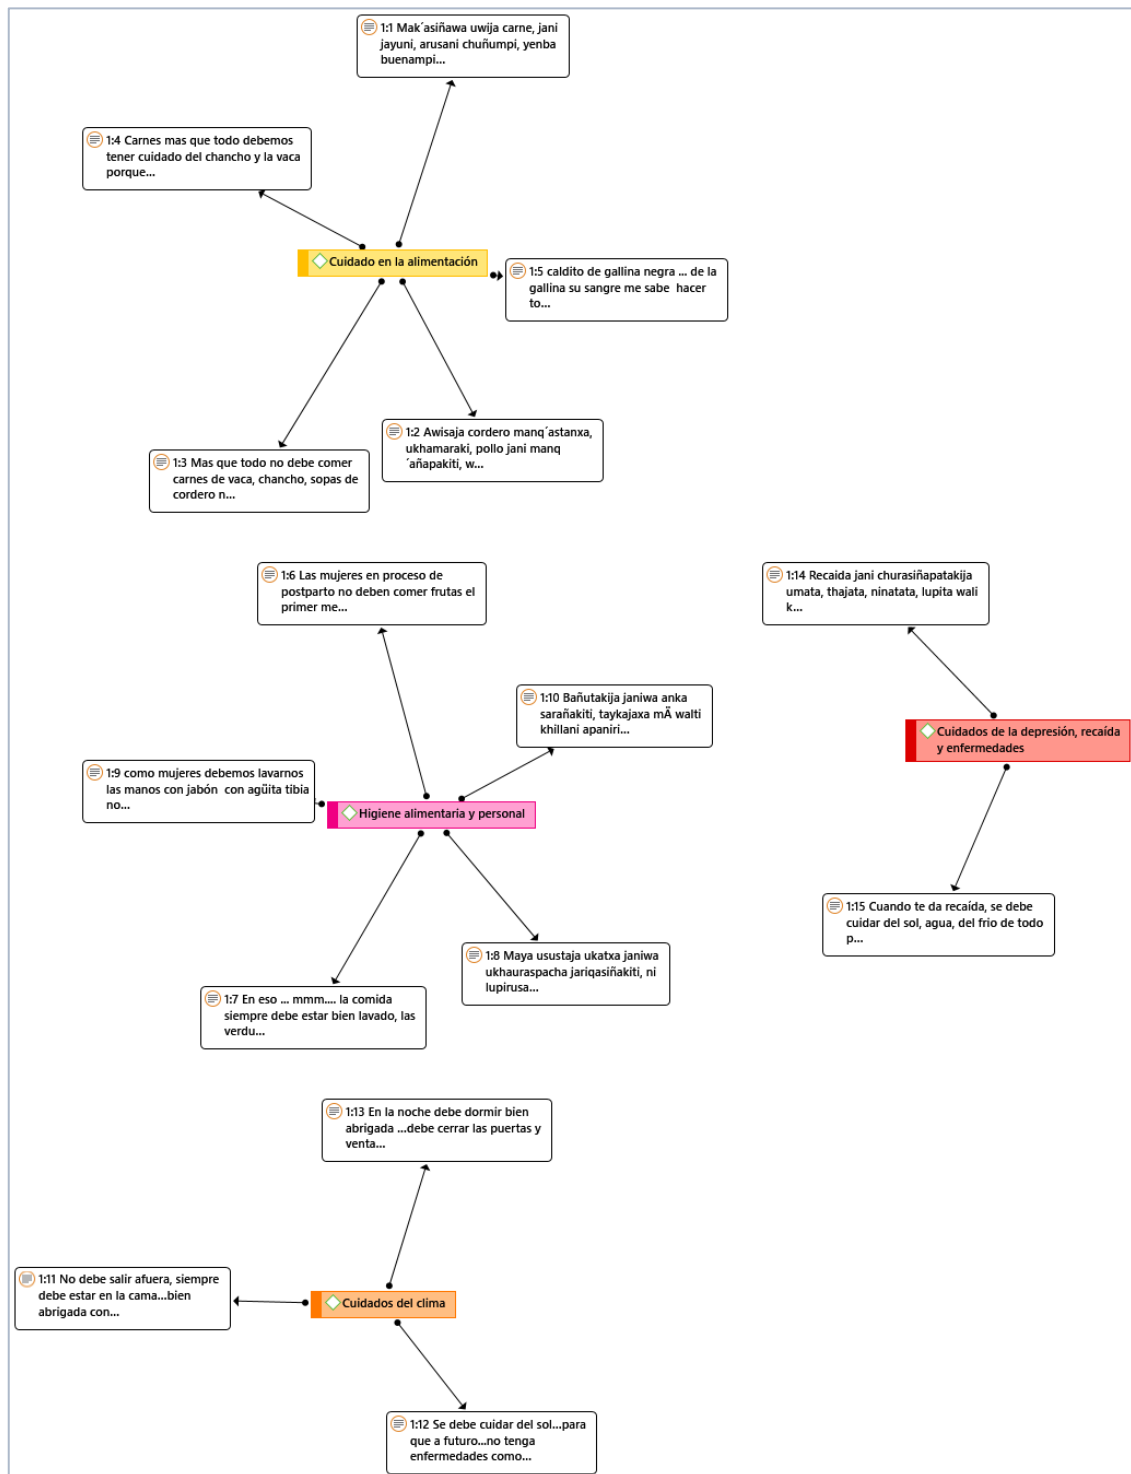 1:1 Mak´asiñawa uwija carne, jani
jayuni, arusani chuñumpi, yenba
buenampi...
1:4 Carnes mas que todo debemos
tener cuidado del chancho y la vaca
porque...
Cuidado en la alimentación
1:5 caldito de gallina negra ... de la
gallina su sangre me sabe hacer
to...
1:2 Awisaja cordero manq´astanxa,
ukhamaraki, pollo jani manq
´añapakiti, w...
1:3 Mas que todo no debe comer
carnes de vaca, chancho, sopas de
cordero n...
1:6 Las mujeres en proceso de
postparto no deben comer frutas el
primer me...
1:14 Recaida jani churasiñapatakija
umata, thajata, ninatata, lupita wali
k...
1:10 Bañutakija janiwa anka
sarañakiti, taykajaxa mÄ walti
khillani apaniri...
Cuidados de la depresión, recaída
y enfermedades
1:9 como mujeres debemos lavarnos
las manos con jabón con agüita tibia
no...
Higiene alimentaria y personal
1:15 Cuando te da recaída, se debe
cuidar del sol, agua, del frio de todo
p...
1:8 Maya usustaja ukatxa janiwa
ukhauraspacha jariqasiñakiti, ni
lupirusa...
1:7 En eso ... mmm.... la comida
siempre debe estar bien lavado, las
verdu...
1:13 En la noche debe dormir bien
abrigada ...debe cerrar las puertas y
venta...
1:11 No debe salir afuera, siempre
debe estar en la cama...bien
abrigada con...
Cuidados del clima
1:12 Se debe cuidar del sol...para
que a futuro...no tenga
enfermedades como...